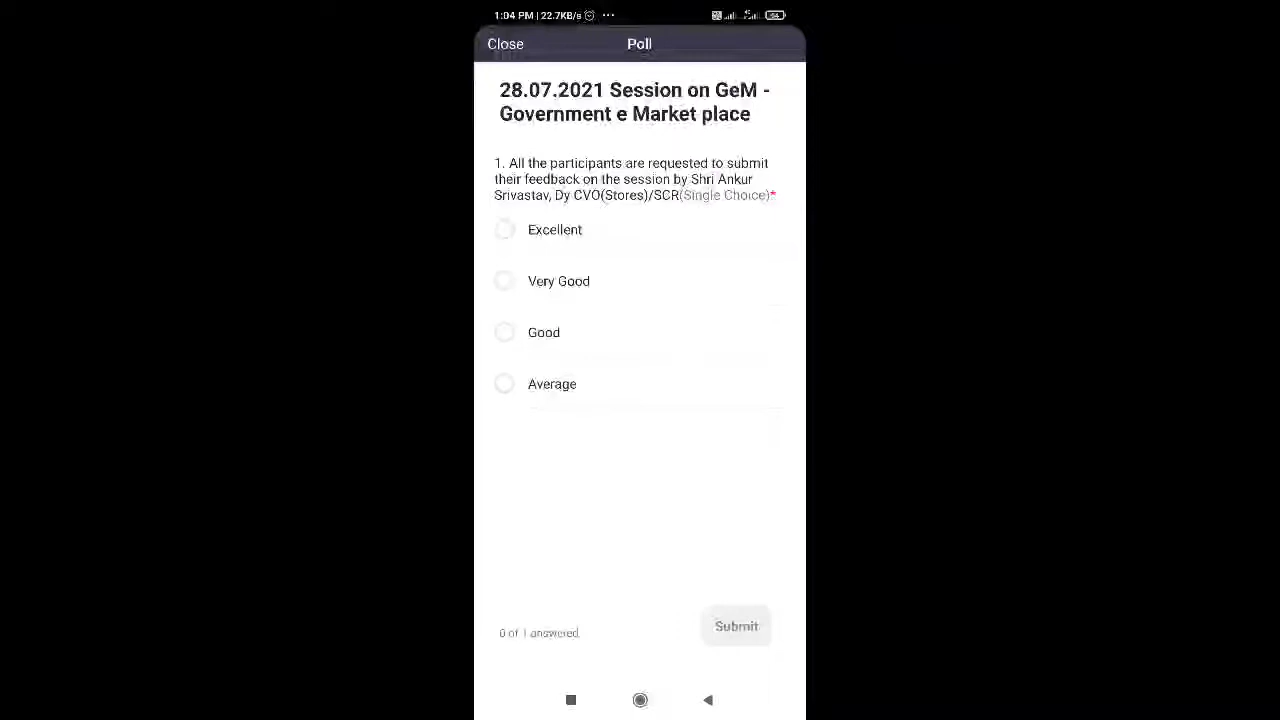 1:04 PM | 22.7KB/s
Close
Poll
28.07.2021 Session on GeM -
Government e Market place
1. All the participants are requested to submit
their feedback on the session by Shri Ankur
Srivastav, Dy CVO(Stores)/SCR(Single Choice)*
Excellent
Very Good
Good
Average
0 of 1 answered
Submit